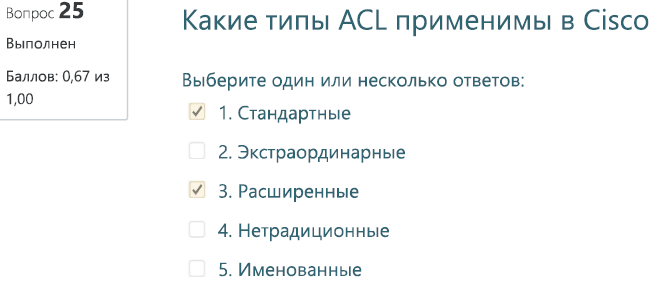 Вопрос 25
Выполнен
Баллов: 0,67 из
1,00
Какие типы ACL применимы в Cisco
Выберите один или несколько ответов:
1. Стандартные
2. Экстраординарные
3. Расширенные
4. Нетрадиционные
5. Именованные